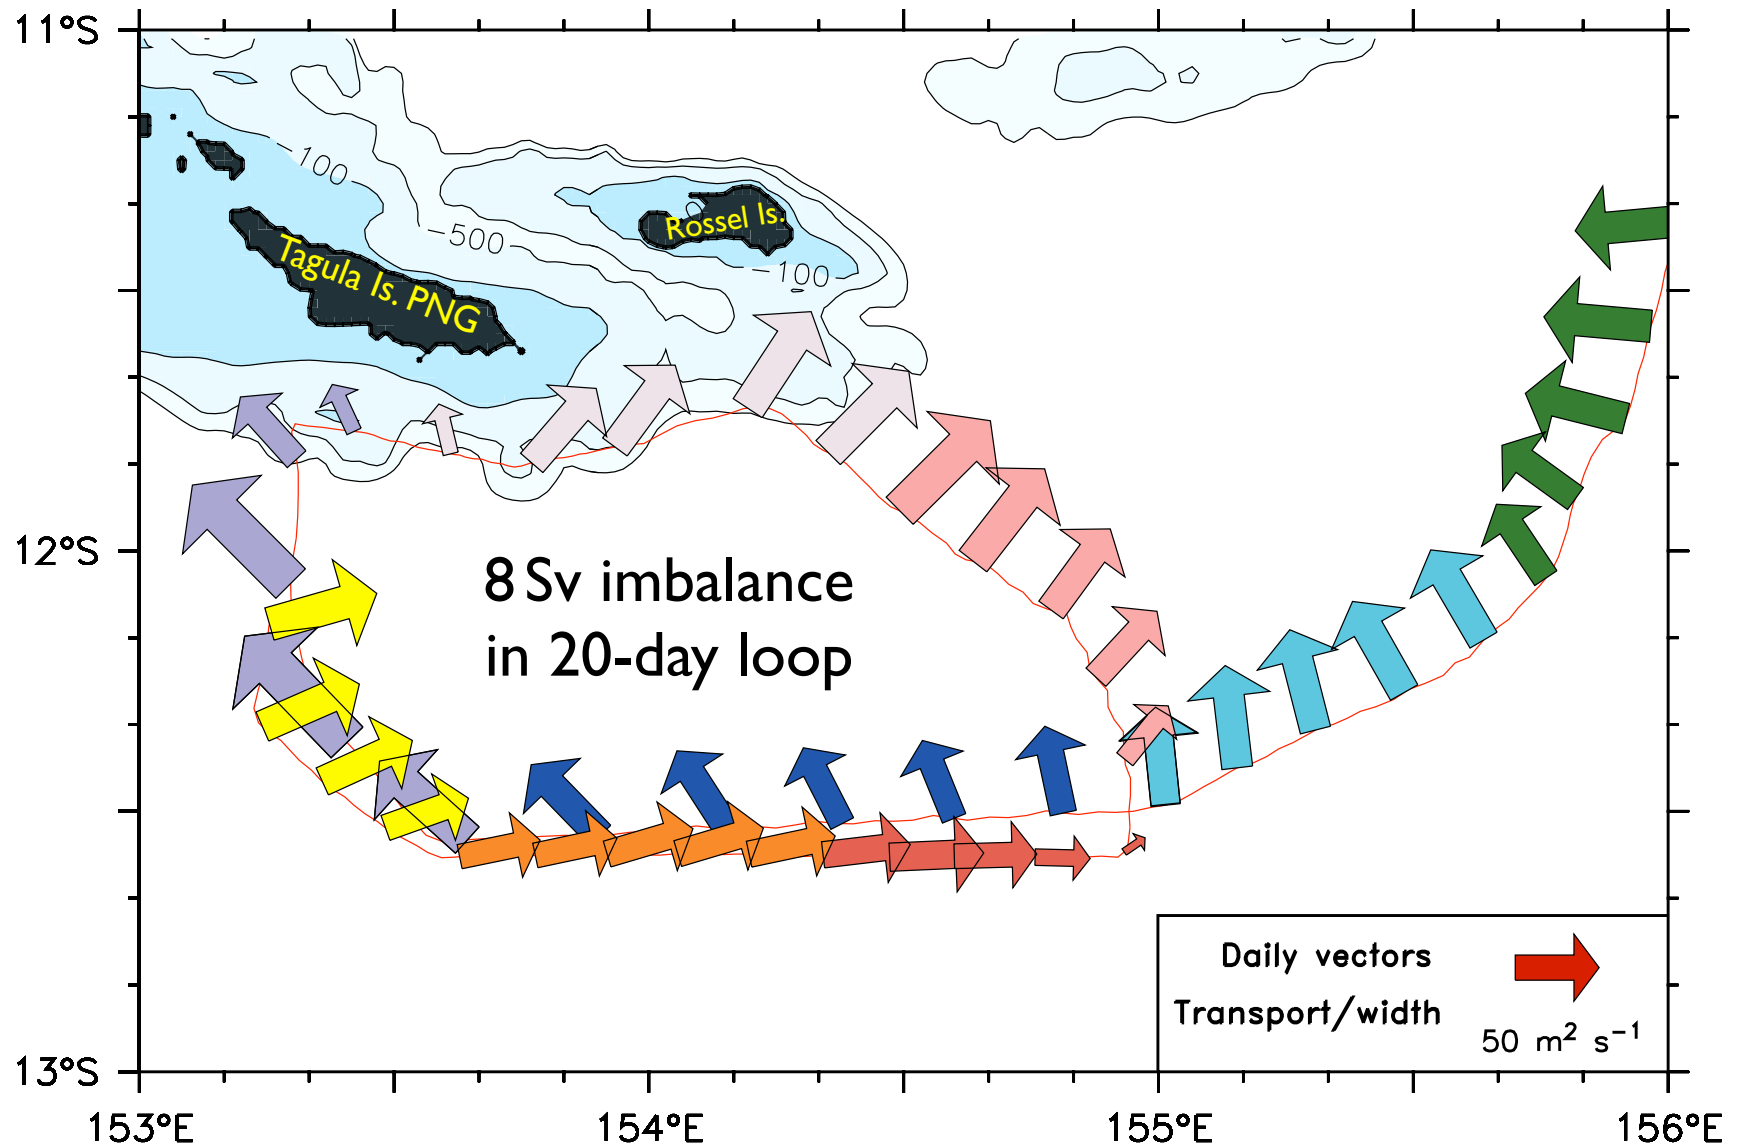 11°S
-100
Rossel Is.
0
-500
Tagula Is. PNG
-100
12°S
8 Sv imbalance
in 20-day loop
Daily vectors
Transport/width
50 m² s⁻¹
13°S
153°E
154°E
155°E
156°E